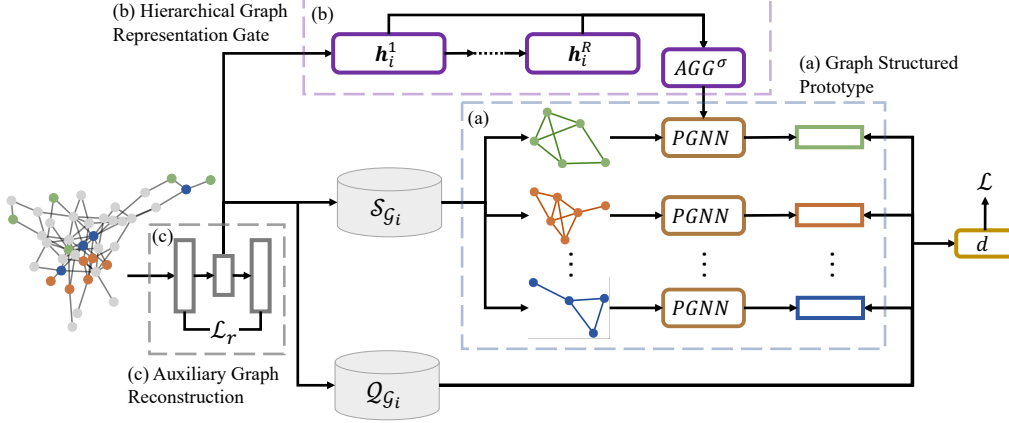 (b) Hierarchical Graph
Representation Gate
(b)
h_i^1
h_i^R
AGG^σ
(a) Graph Structured
Prototype
(a)
PGNN
S_{G_i}
PGNN
L
(c)
d
PGNN
L_r
(c) Auxiliary Graph
Reconstruction
Q_{G_i}